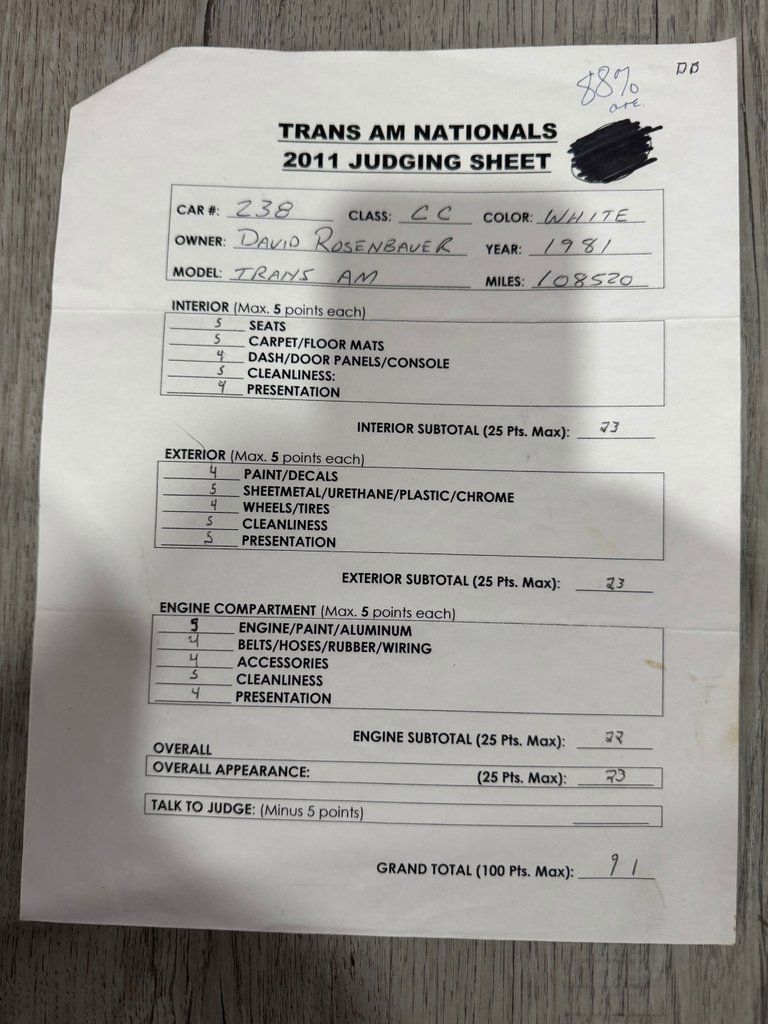 88% DD
ave.
TRANS AM NATIONALS
2011 JUDGING SHEET
CAR #: 238 CLASS: CC COLOR: WHITE
OWNER: DAVID ROSENBAUER YEAR: 1981
MODEL: TRANS AM MILES: 108520
INTERIOR (Max. 5 points each)
5 SEATS
5 CARPET/FLOOR MATS
4 DASH/DOOR PANELS/CONSOLE
5 CLEANLINESS:
4 PRESENTATION
INTERIOR SUBTOTAL (25 Pts. Max): 23
EXTERIOR (Max. 5 points each)
4 PAINT/DECALS
5 SHEETMETAL/URETHANE/PLASTIC/CHROME
4 WHEELS/TIRES
5 CLEANLINESS
5 PRESENTATION
EXTERIOR SUBTOTAL (25 Pts. Max): 23
ENGINE COMPARTMENT (Max. 5 points each)
5 ENGINE/PAINT/ALUMINUM
4 BELTS/HOSES/RUBBER/WIRING
4 ACCESSORIES
5 CLEANLINESS
4 PRESENTATION
ENGINE SUBTOTAL (25 Pts. Max): 22
OVERALL
OVERALL APPEARANCE: (25 Pts. Max): 23
TALK TO JUDGE: (Minus 5 points)
GRAND TOTAL (100 Pts. Max): 91